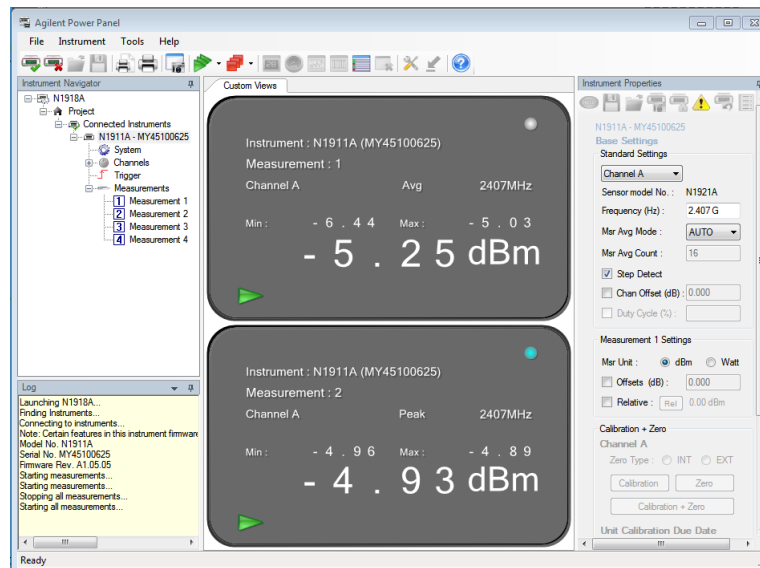 Agilent Power Panel
File Instrument Tools Help
Instrument Navigator
N1918A
Project
Connected Instruments
N1911A - MY45100625
System
Channels
Trigger
Measurements
1 Measurement 1
2 Measurement 2
3 Measurement 3
4 Measurement 4
Log
Launching N1918A...
Finding Instruments...
Connecting to instruments...
Note: Certain features in this instrument firmware
Model No. N1911A
Serial No. MY45100625
Firmware Rev. A1.05.05
Starting measurements...
Starting measurements...
Stopping all measurements...
Starting all measurements...
Ready
Custom Views
Instrument : N1911A (MY45100625)
Measurement : 1
Channel A Avg 2407MHz
Min : - 6 . 4 4 Max : - 5 . 0 3
- 5 . 2 5 dBm
Instrument : N1911A (MY45100625)
Measurement : 2
Channel A Peak 2407MHz
Min : - 4 . 9 6 Max : - 4 . 8 9
- 4 . 9 3 dBm
Instrument Properties
N1911A - MY45100625
Base Settings
Standard Settings
Channel A
Sensor model No. : N1921A
Frequency (Hz) : 2.407 G
Msr Avg Mode : AUTO
Msr Avg Count : 16
Step Detect
Chan Offset (dB) : 0.000
Duty Cycle (%) :
Measurement 1 Settings
Msr Unit : dBm Watt
Offsets (dB) : 0.000
Relative : Rel 0.00 dBm
Calibration + Zero
Channel A
Zero Type : INT EXT
Calibration Zero
Calibration + Zero
Unit Calibration Due Date